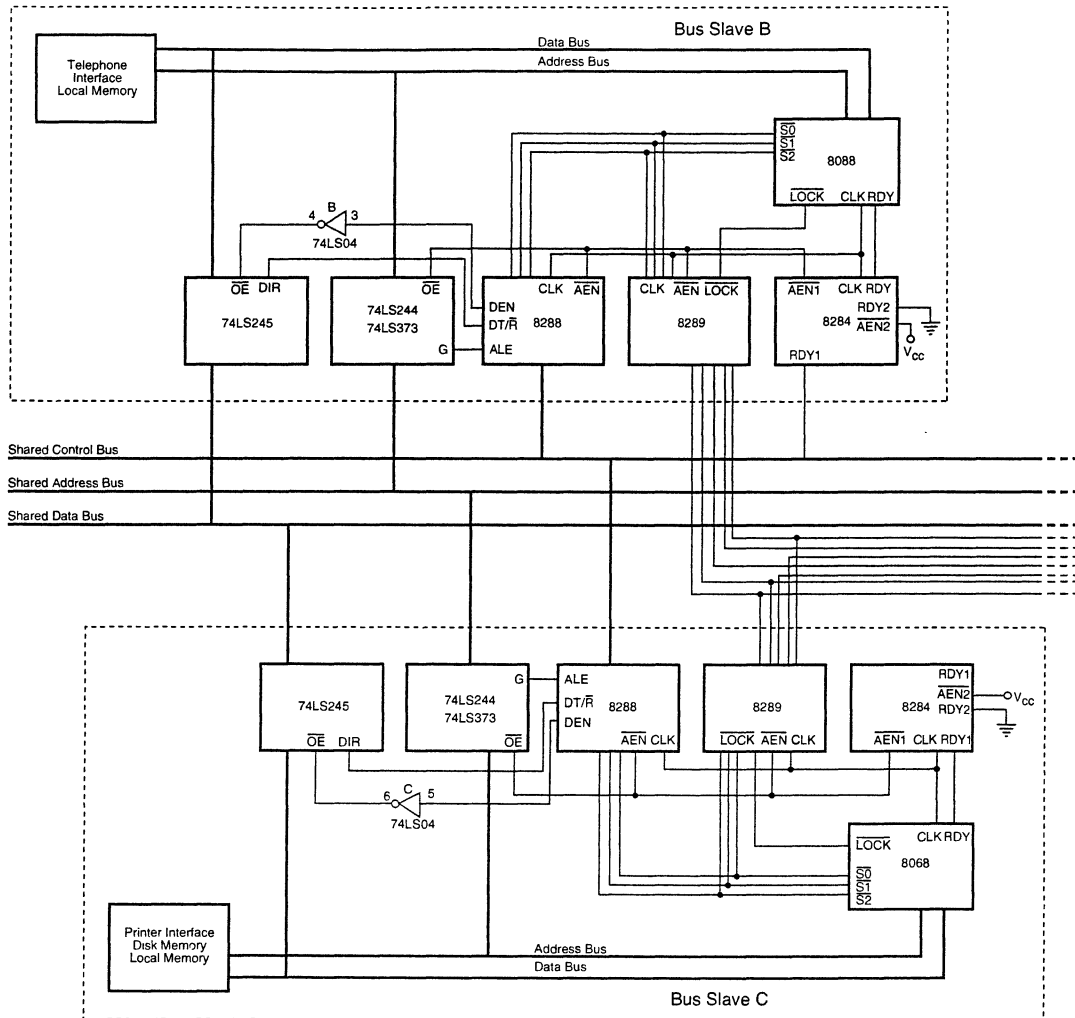 Bus Slave B
Telephone
Interface
Local Memory
Data Bus
Address Bus
S0
S1
S2
8088
LOCK
CLK RDY
4 B 3
74LS04
OE DIR
74LS245
OE
74LS244
74LS373
G
CLK AEN
DEN
DT/R
ALE
8288
CLK AEN LOCK
8289
AEN1
CLK RDY
RDY2
8284
AEN2
RDY1
VCC
Shared Control Bus
Shared Address Bus
Shared Data Bus
74LS245
OE DIR
G
74LS244
74LS373
OE
ALE
DT/R
DEN
8288
AEN CLK
8289
LOCK AEN CLK
RDY1
AEN2
8284
RDY2
AEN1 CLK RDY1
VCC
6 C 5
74LS04
CLK RDY
LOCK
8068
S0
S1
S2
Printer Interface
Disk Memory
Local Memory
Address Bus
Data Bus
Bus Slave C